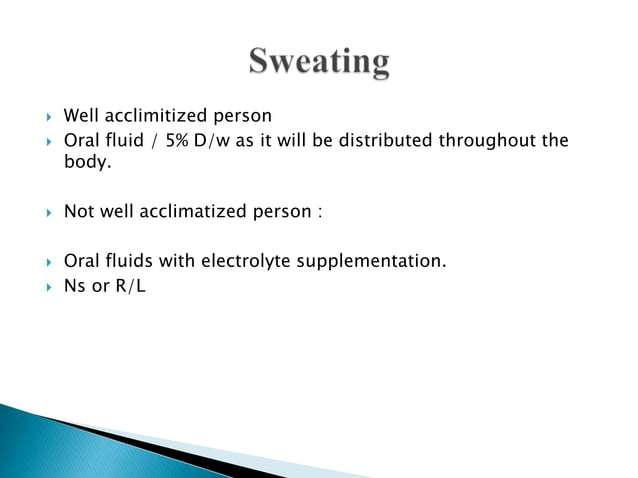 Sweating
Well acclimitized person
Oral fluid / 5% D/w as it will be distributed throughout the
body.
Not well acclimatized person :
Oral fluids with electrolyte supplementation.
Ns or R/L